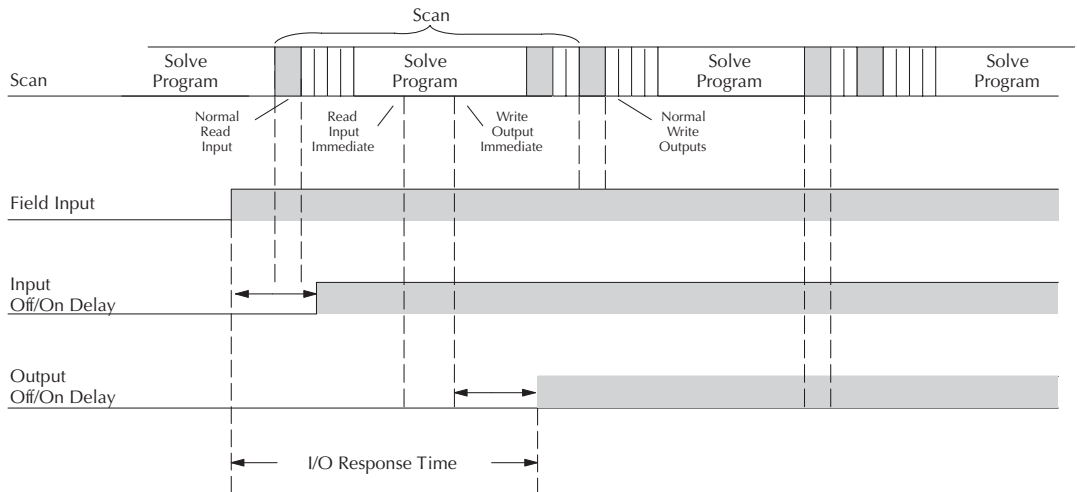 Scan
Solve
Program
Solve
Program
Solve
Program
Solve
Program
Scan
Normal
Read
Input
Read
Input
Immediate
Write
Output
Immediate
Normal
Write
Outputs
Field Input
Input
Off/On Delay
Output
Off/On Delay
I/O Response Time